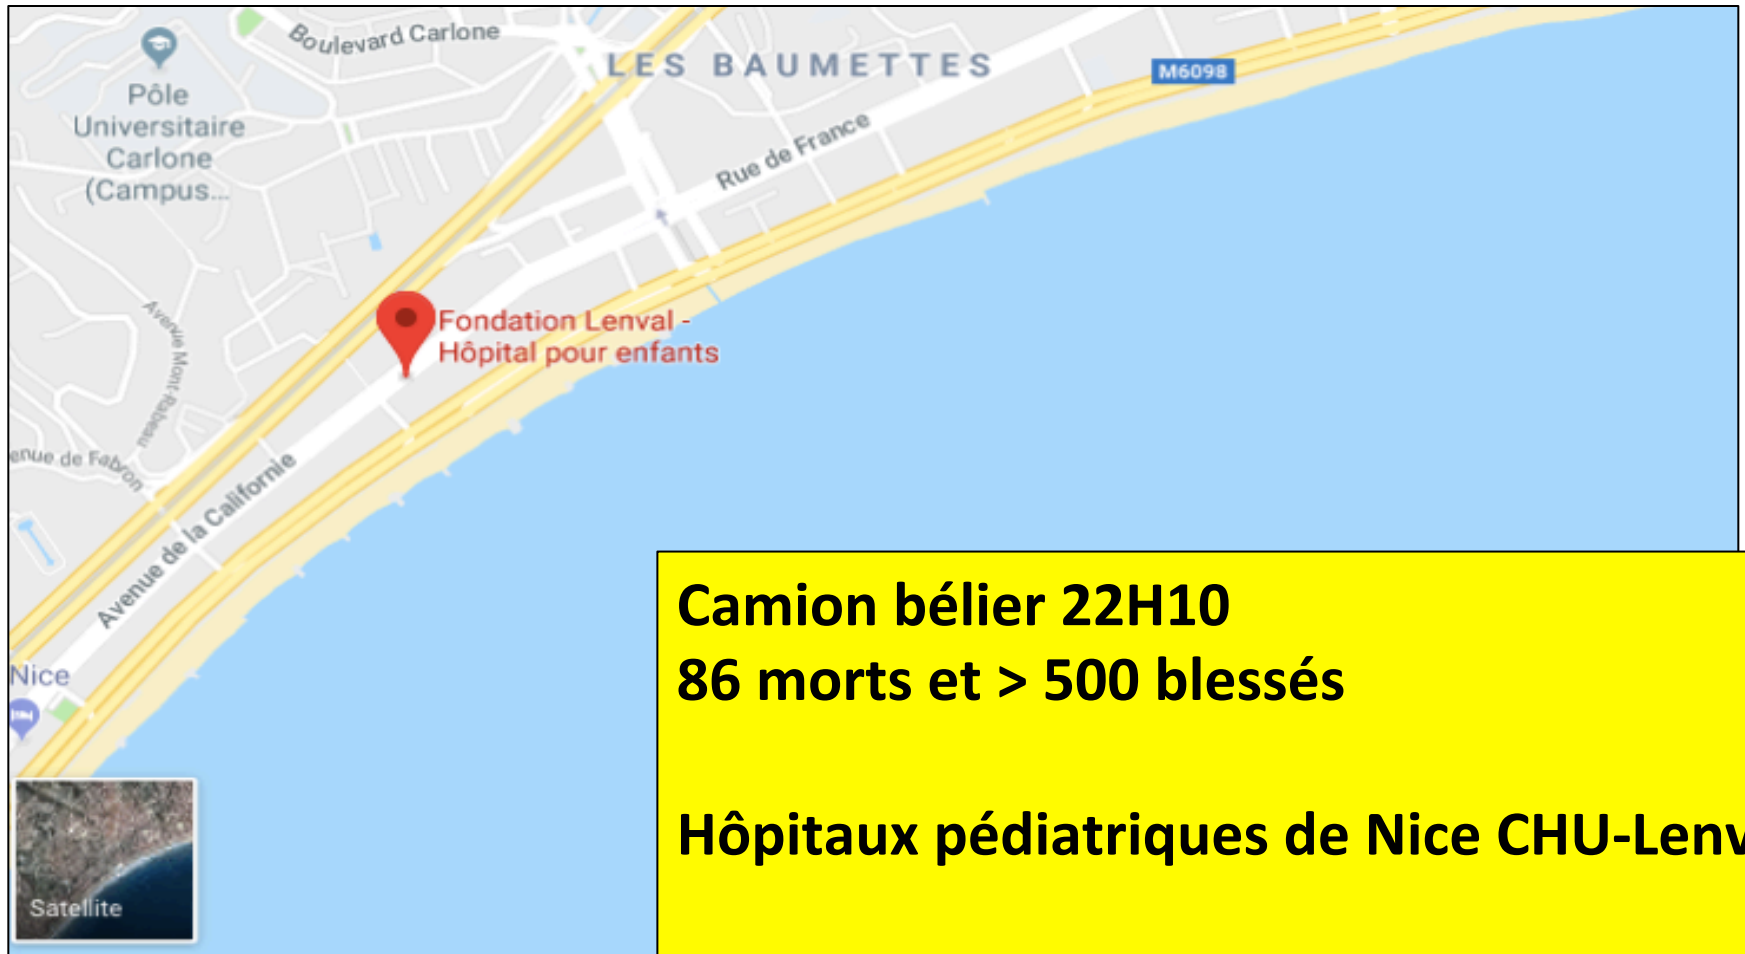 Boulevard Carlone
LES BAUMETTES
M6098
Pôle
Universitaire
Carlone
(Campus...
Rue de France
Avenue Mont-Rabeau
Fondation Lenval -
Hôpital pour enfants
enue de Fabron
Avenue de la Californie
Nice
Satellite
Camion bélier 22H10
86 morts et > 500 blessés
Hôpitaux pédiatriques de Nice CHU-Lenv